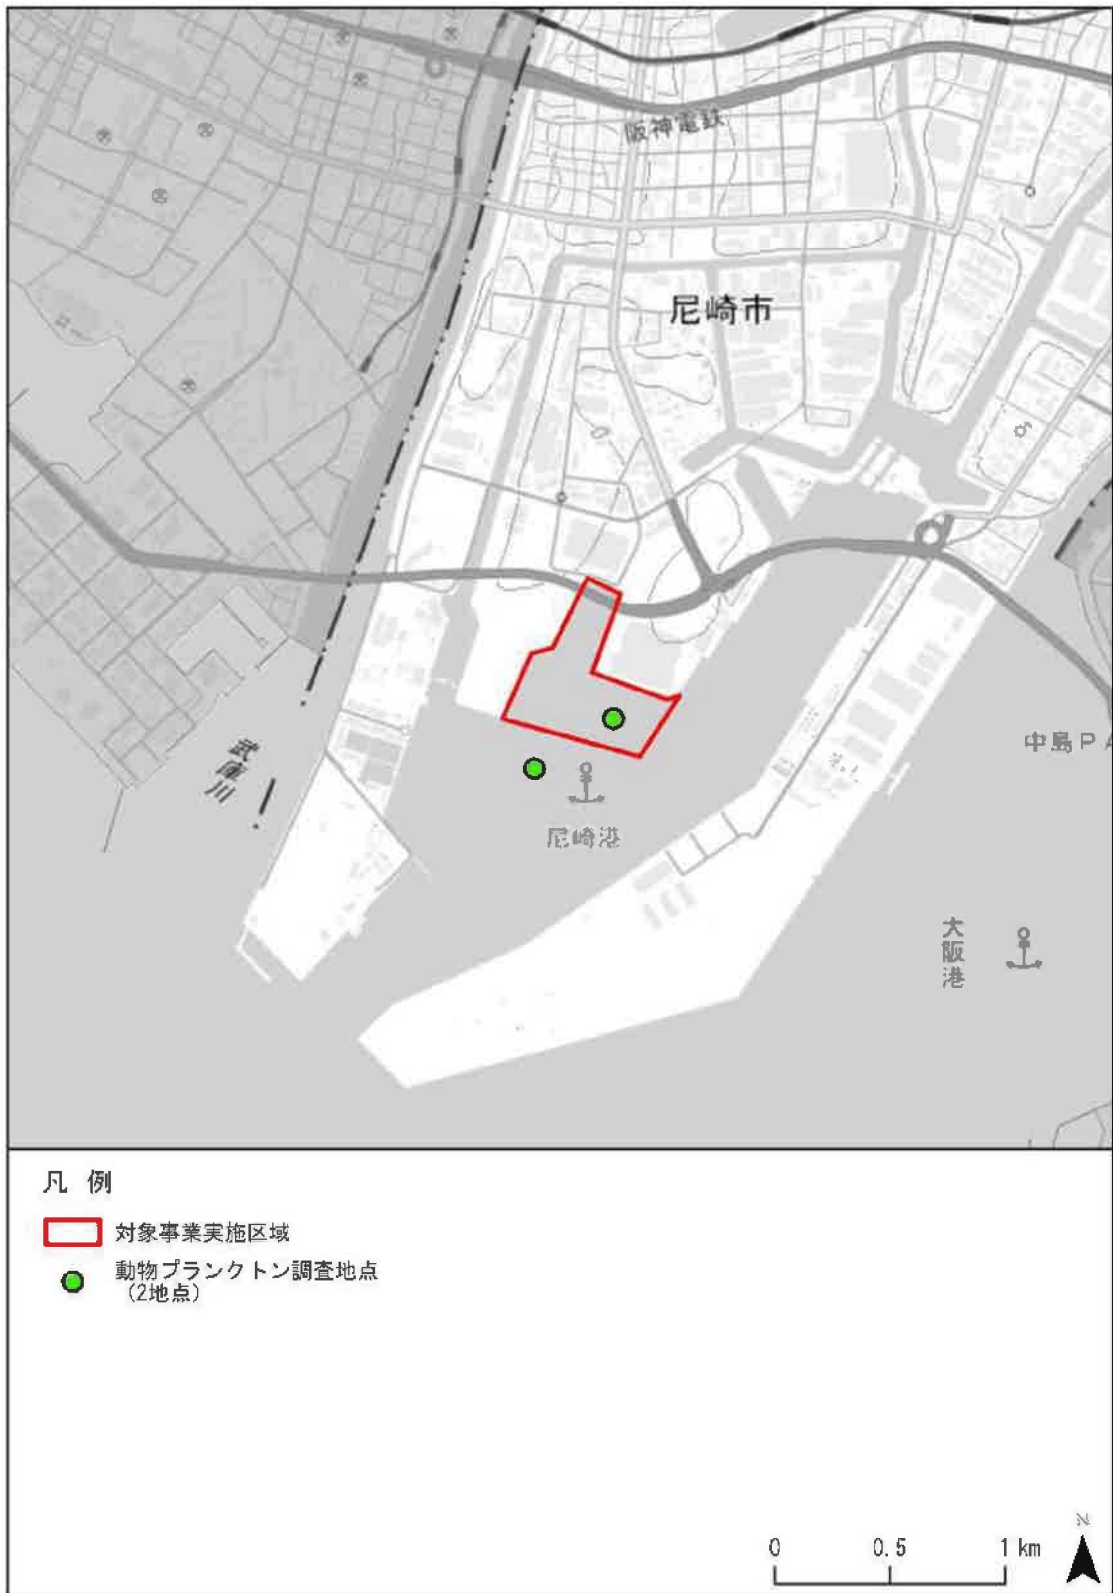 阪神電鉄
尼崎市
武庫川
中島PA
尼崎港
大阪港
凡 例
対象事業実施区域
動物プランクトン調査地点
(2地点)
0 0.5 1 km
N